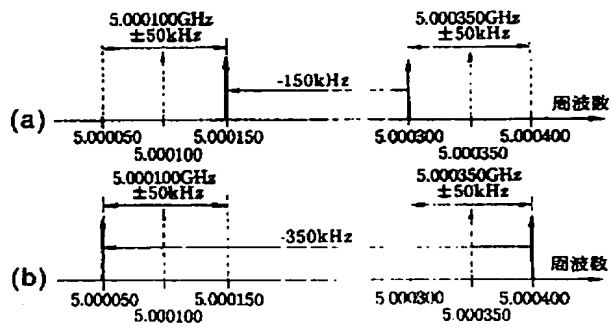 5.000100GHz
±50kHz
5.000350GHz
±50kHz
-150kHz
周波数
(a)
5.000050
5.000150
5.000300
5.000400
5.000100
5.000350
5.000100GHz
±50kHz
5.000350GHz
±50kHz
-350kHz
周波数
(b)
5.000050
5.000150
5.000300
5.000400
5.000100
5.000350